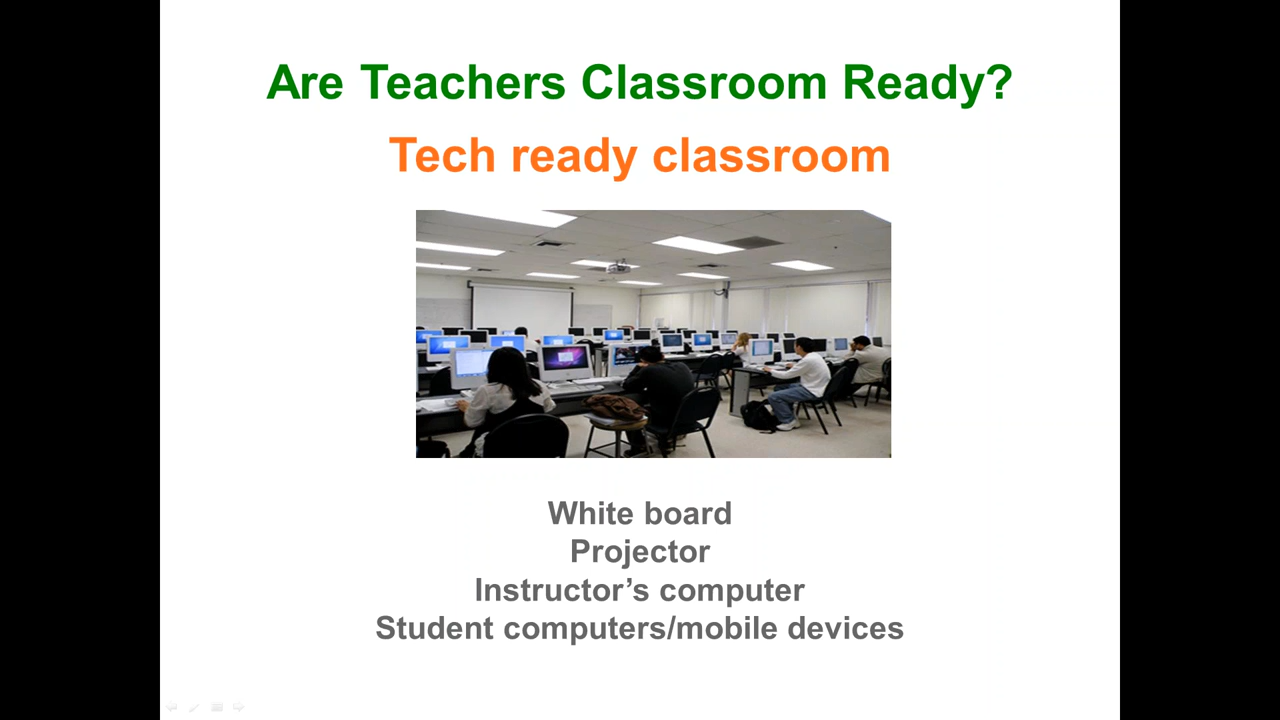 Are Teachers Classroom Ready?
Tech ready classroom
White board
Projector
Instructor’s computer
Student computers/mobile devices